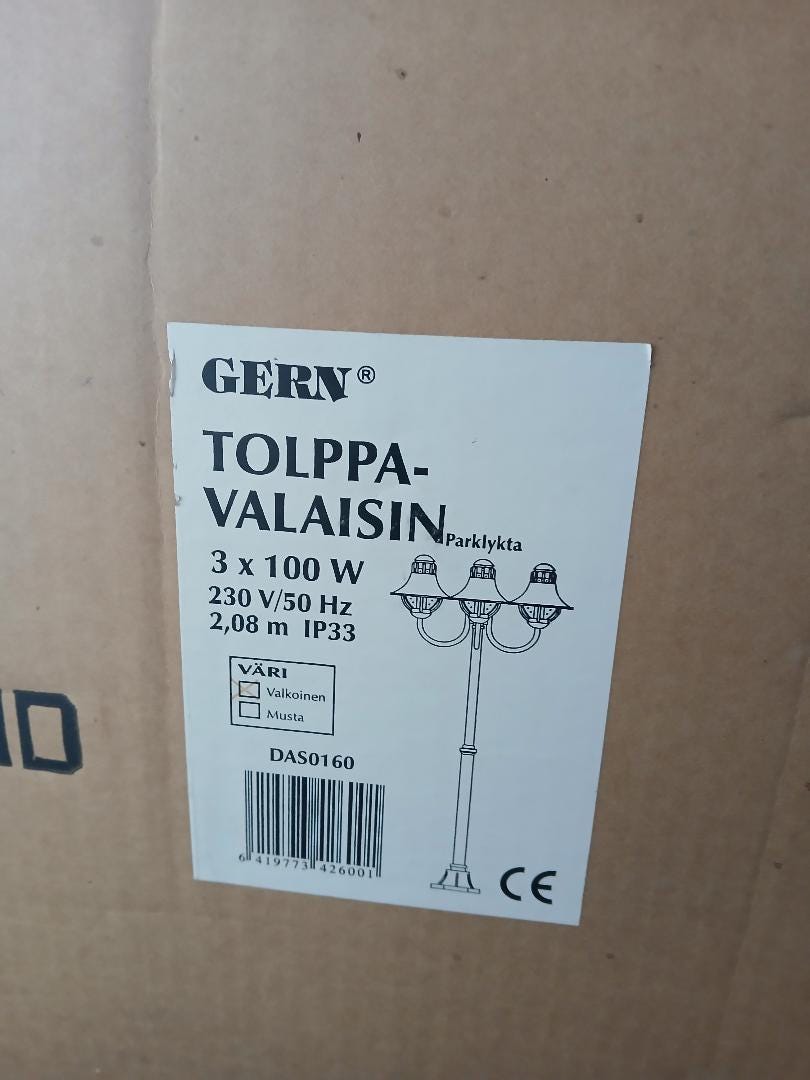 GERN®
TOLPPA-
VALAISIN Parklykta
3 x 100 W
230 V/50 Hz
2,08 m IP33
VÄRI
Valkoinen
Musta
DAS0160
6 419773 426001
CE